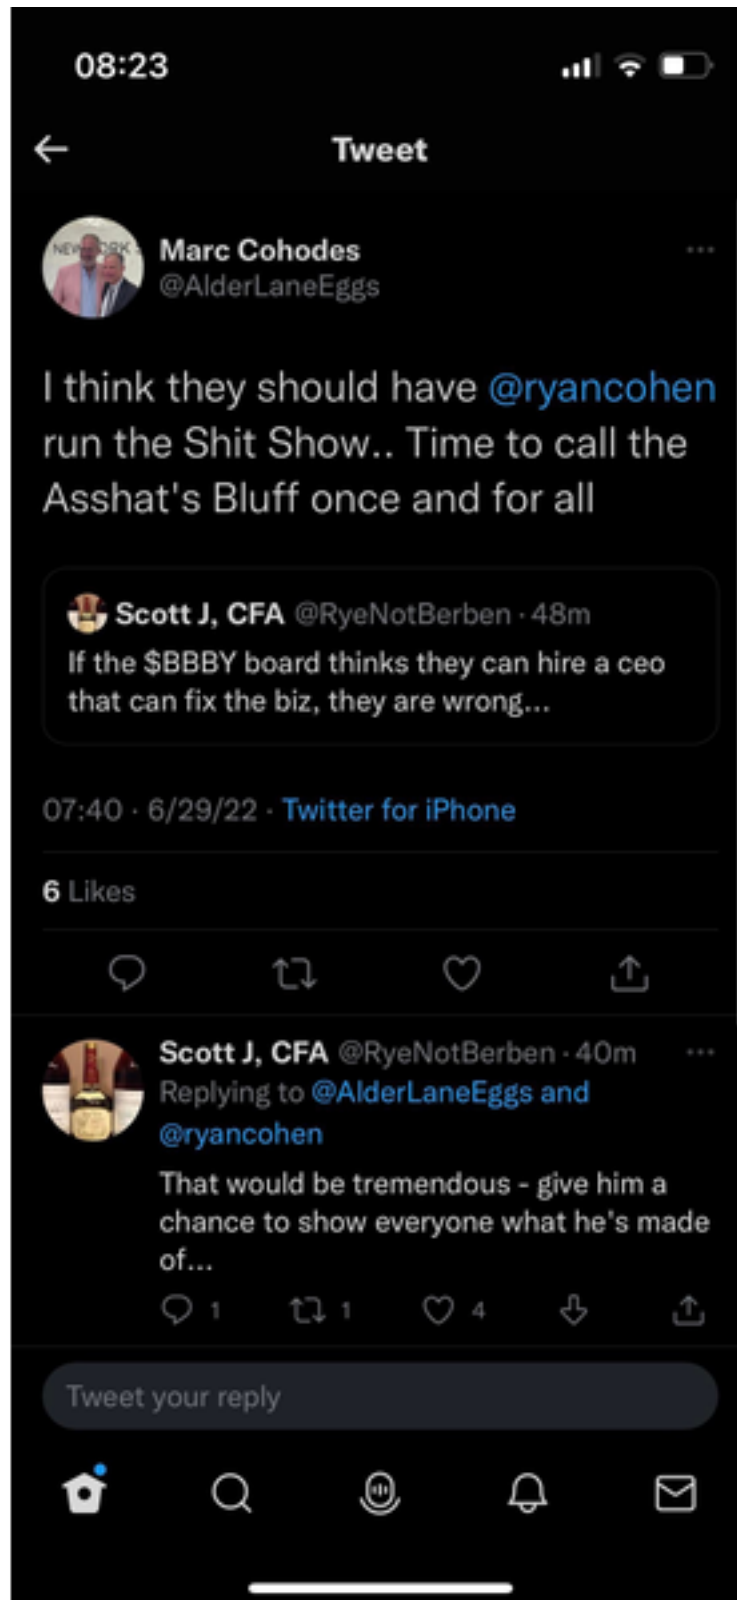 08:23
Tweet
NEW YORK
Marc Cohodes
@AlderLaneEggs
I think they should have @ryancohen
run the Shit Show.. Time to call the
Asshat's Bluff once and for all
Scott J, CFA @RyeNotBerben · 48m
If the $BBBY board thinks they can hire a ceo
that can fix the biz, they are wrong...
07:40 · 6/29/22 · Twitter for iPhone
6 Likes
Scott J, CFA @RyeNotBerben · 40m
Replying to @AlderLaneEggs and
@ryancohen
That would be tremendous - give him a
chance to show everyone what he's made
of...
1 1 4
Tweet your reply